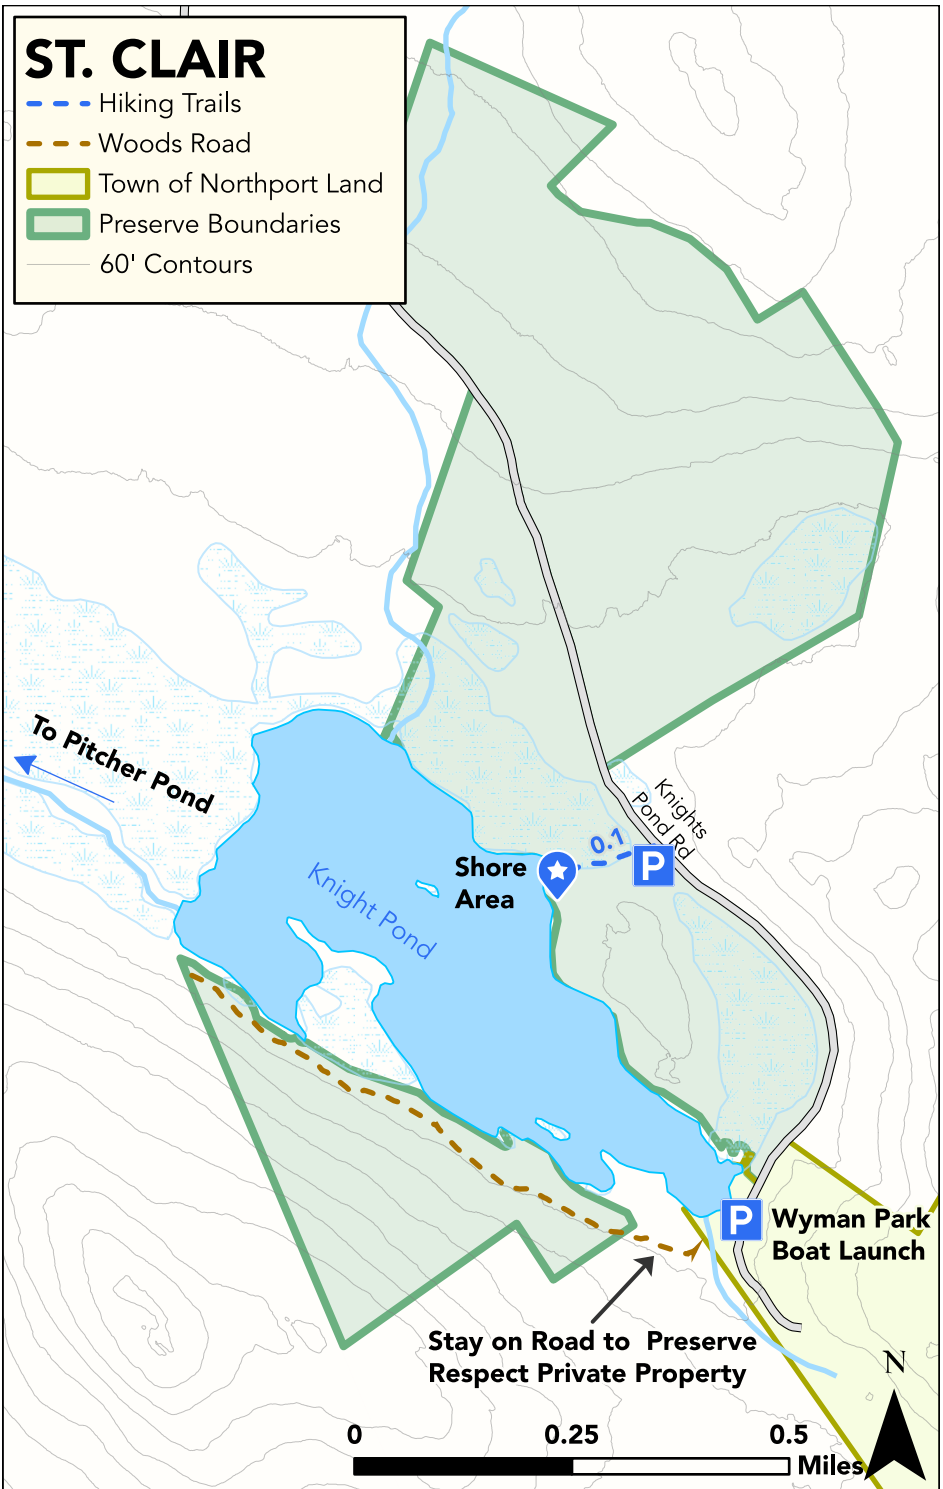 ST. CLAIR
Hiking Trails
Woods Road
Town of Northport Land
Preserve Boundaries
60' Contours
To Pitcher Pond
Knights
Pond Rd
0.1
P
Shore
Area
Knight Pond
P
Wyman Park
Boat Launch
Stay on Road to Preserve
Respect Private Property
N
0 0.25 0.5
Miles